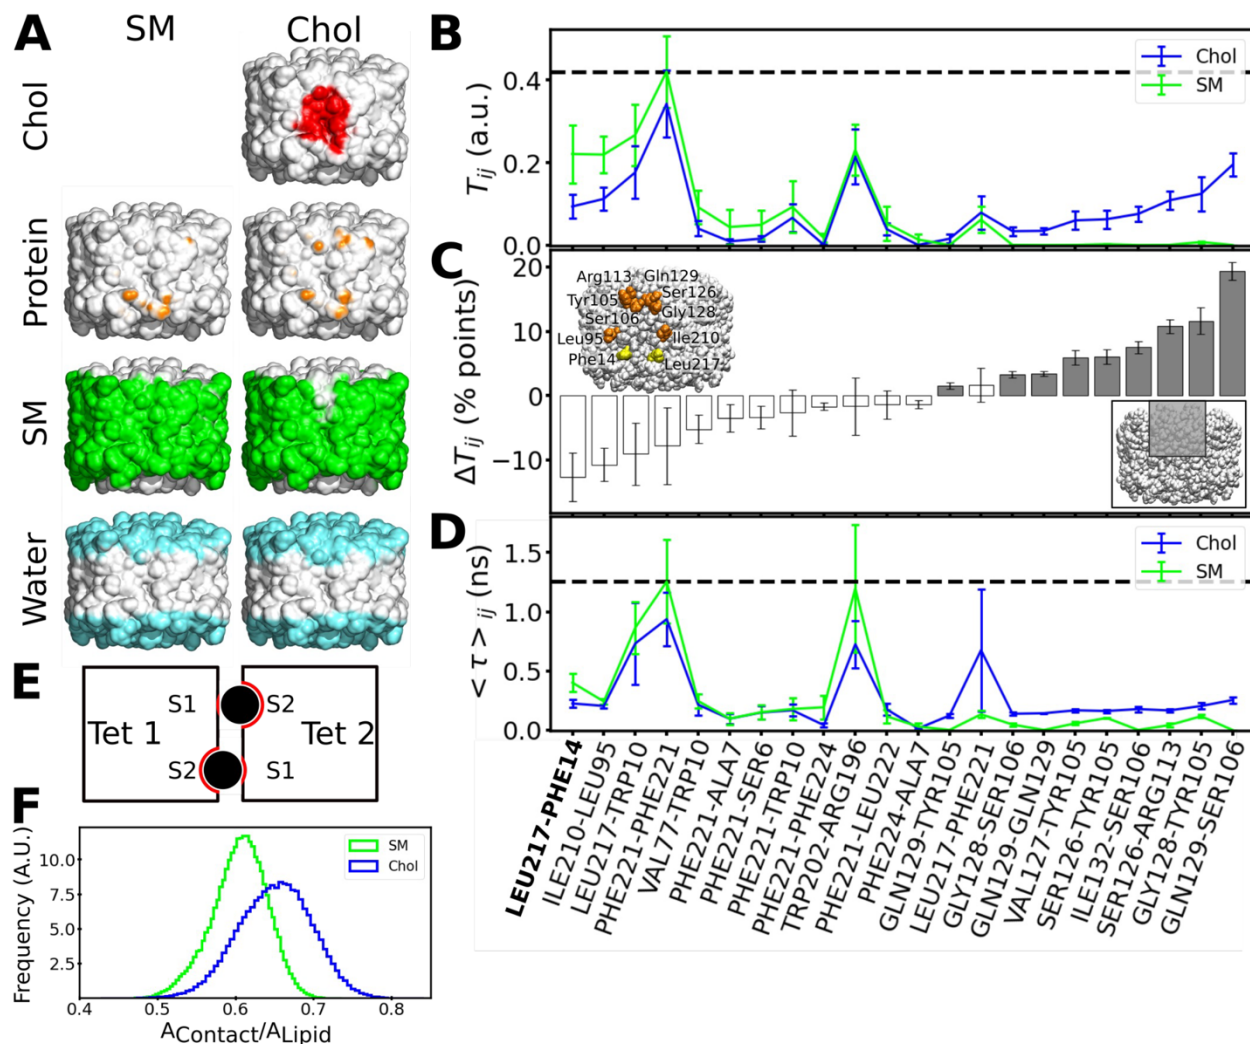 A
SM
Chol
Chol
Protein
SM
Water
B
Chol
SM
T_ij (a.u.)
0.4
0.2
0.0
C
20
10
0
−10
ΔT_ij (% points)
Arg113
Gln129
Tyr105
Ser126
Ser106
Gly128
Leu95
Ile210
Phe14
Leu217
D
Chol
SM
< τ > ij (ns)
1.5
1.0
0.5
0.0
LEU217-PHE14
ILE210-LEU95
LEU217-TRP10
PHE221-PHE221
VAL77-TRP10
PHE221-ALA7
PHE221-SER6
PHE221-TRP10
PHE221-PHE224
TRP202-ARG196
PHE221-LEU222
PHE224-ALA7
GLN129-TYR105
LEU217-PHE221
GLY128-SER106
GLN129-GLN129
VAL127-TYR105
SER126-TYR105
ILE132-SER106
SER126-ARG113
GLY128-TYR105
GLN129-SER106
E
S1
S2
Tet 1
Tet 2
S2
S1
F
SM
Chol
Frequency (A.U.)
10.0
7.5
5.0
2.5
0.4
0.5
0.6
0.7
0.8
AContact/ALipid